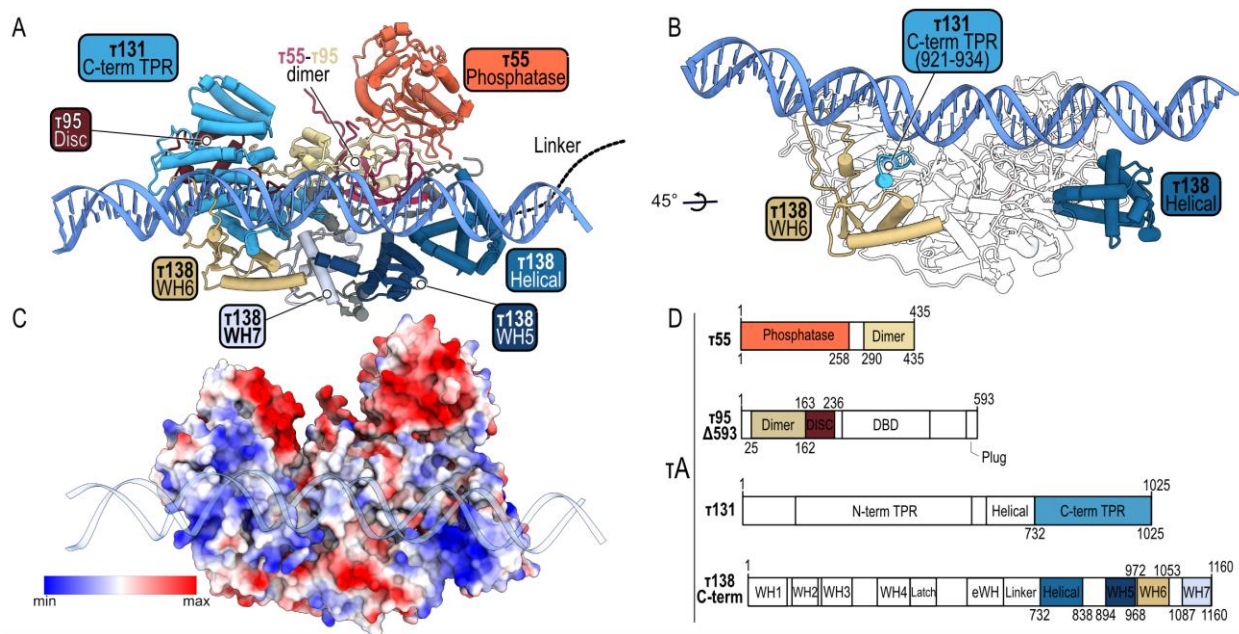 A
τ131
C-term TPR
τ55-τ95
dimer
τ55
Phosphatase
τ95
Disc
Linker
τ138
WH6
τ138
WH7
τ138
WH5
τ138
Helical
B
τ131
C-term TPR
(921-934)
45°
τ138
WH6
τ138
Helical
C
min
max
D
τA
1 435
τ55
Phosphatase Dimer
1 258 290 435
1 163 236 593
τ95
Δ593
Dimer DISC DBD
25 162
Plug
1 1025
τ131
N-term TPR Helical C-term TPR
732 1025
1 972 1053 1160
τ138
C-term
WH1 WH2 WH3 WH4 Latch eWH Linker Helical WH5 WH6 WH7
732 838 894 968 1087 1160